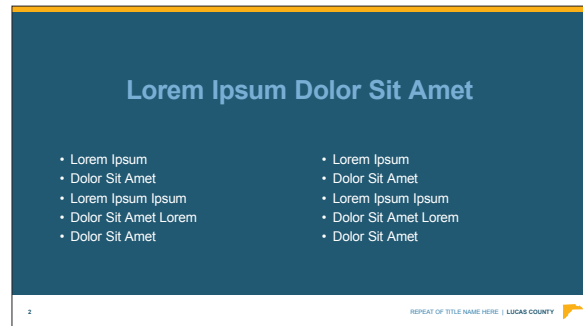 Lorem Ipsum Dolor Sit Amet
• Lorem Ipsum
• Dolor Sit Amet
• Lorem Ipsum Ipsum
• Dolor Sit Amet Lorem
• Dolor Sit Amet
• Lorem Ipsum
• Dolor Sit Amet
• Lorem Ipsum Ipsum
• Dolor Sit Amet Lorem
• Dolor Sit Amet
2
REPEAT OF TITLE NAME HERE | LUCAS COUNTY